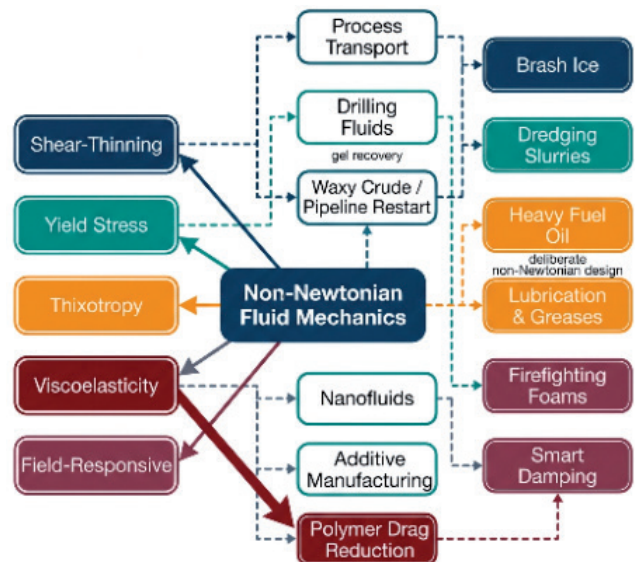 Process
Transport
Brash Ice
Shear-Thinning
Drilling
Fluids
gel recovery
Dredging
Slurries
Waxy Crude /
Pipeline Restart
Yield Stress
Heavy Fuel
Oil
deliberate
non-Newtonian design
Thixotropy
Non-Newtonian
Fluid Mechanics
Lubrication
& Greases
Viscoelasticity
Nanofluids
Firefighting
Foams
Field-Responsive
Additive
Manufacturing
Smart
Damping
Polymer Drag
Reduction